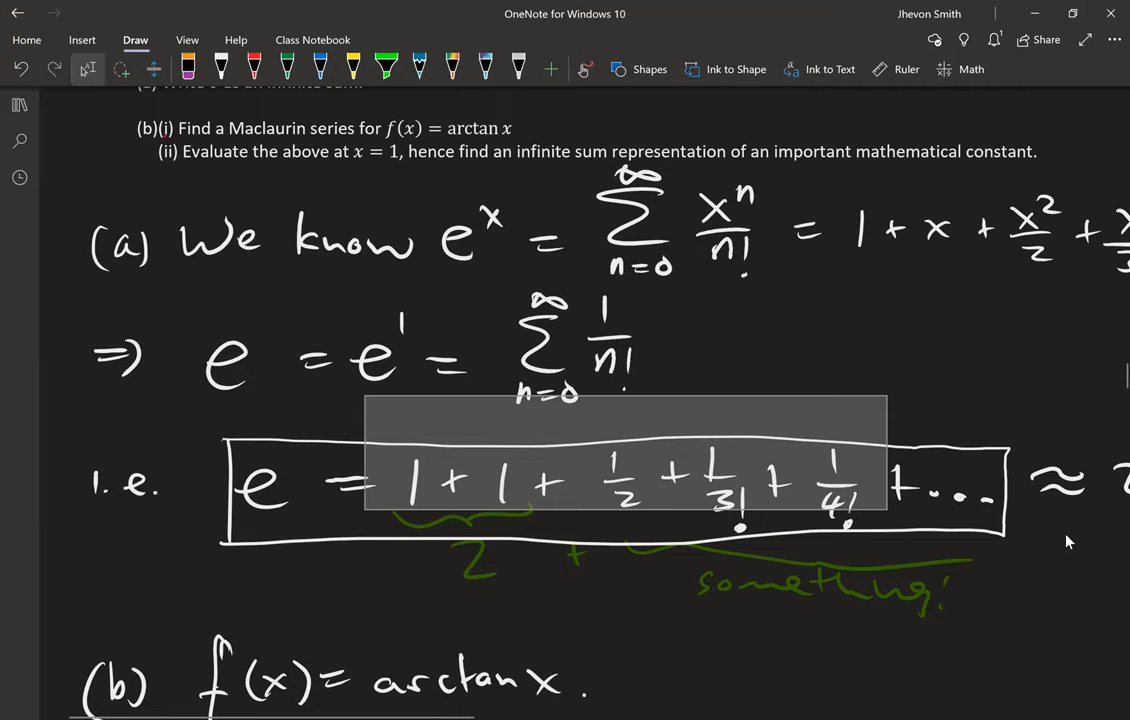 OneNote for Windows 10
Jhevon Smith
Home Insert Draw View Help Class Notebook
Share
Shapes Ink to Shape Ink to Text Ruler Math
(b)(i) Find a Maclaurin series for f(x) = arctan x
(ii) Evaluate the above at x = 1, hence find an infinite sum representation of an important mathematical constant.
(a) We know e^x = ∑_{n=0}^{∞} x^n/n! = 1 + x + x^2/2 +
⇒ e = e^1 = ∑_{n=0}^{∞} 1/n!
i.e. e = 1 + 1 + 1/2 + 1/3! + 1/4! + ... ≈ 2
2 + something!
(b) f(x) = arctan x.